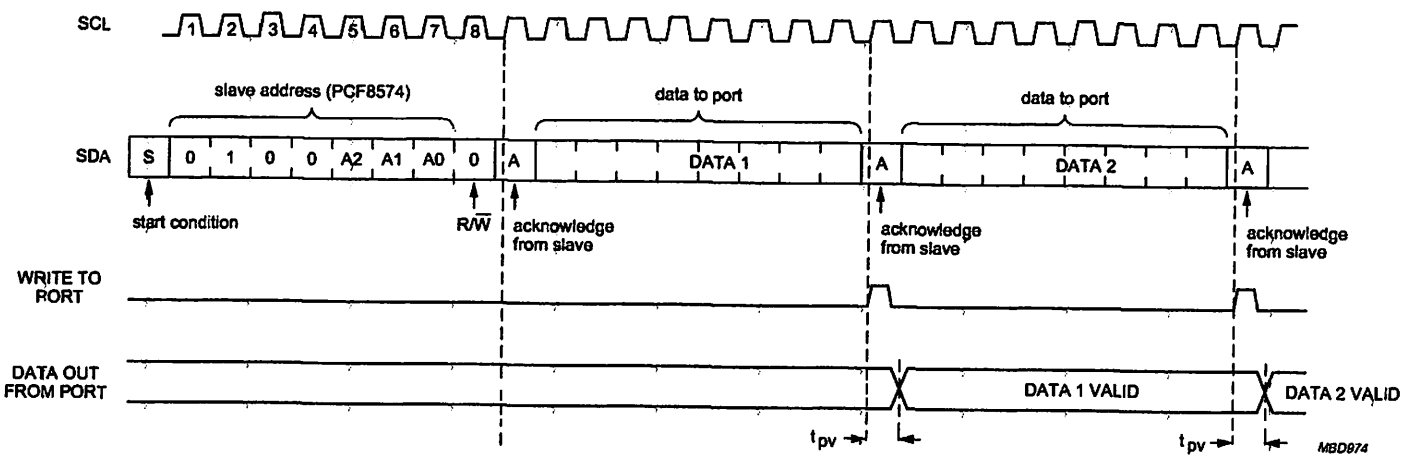 SCL
1 2 3 4 5 6 7 8
slave address (PCF8574)
data to port
data to port
SDA
S 0 1 0 0 A2 A1 A0 0 A DATA 1 A DATA 2 A
start condition
R/W
acknowledge
from slave
acknowledge
from slave
acknowledge
from slave
WRITE TO
PORT
DATA OUT
FROM PORT
DATA 1 VALID
DATA 2 VALID
tpv
tpv
MBD974